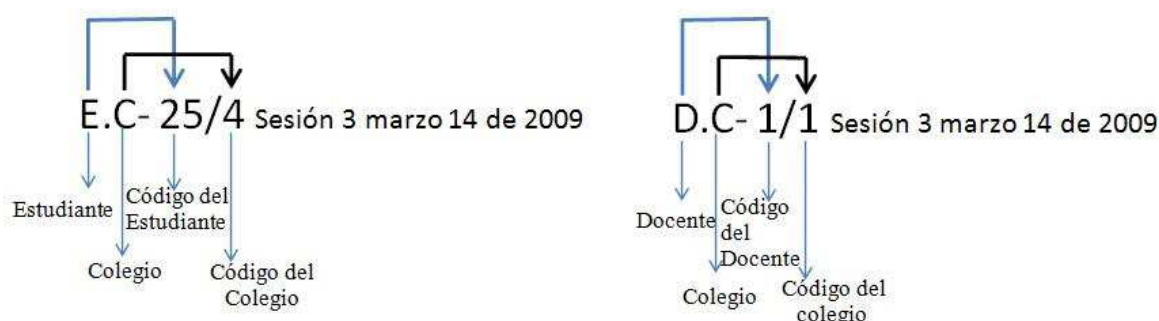 E.C- 25/4 Sesión 3 marzo 14 de 2009
Estudiante
Código del
Estudiante
Colegio
Código del
Colegio
D.C- 1/1 Sesión 3 marzo 14 de 2009
Docente
Código
del
Docente
Colegio
Código del
colegio